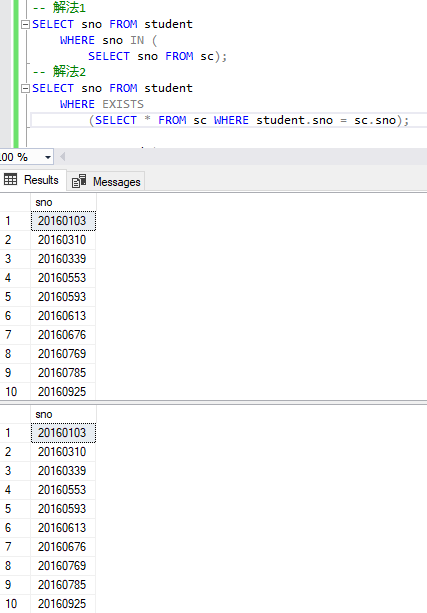 -- 解法1
SELECT sno FROM student
WHERE sno IN (
SELECT sno FROM sc);
-- 解法2
SELECT sno FROM student
WHERE EXISTS
(SELECT * FROM sc WHERE student.sno = sc.sno);
00 %
Results Messages
sno
1 20160103
2 20160310
3 20160339
4 20160553
5 20160593
6 20160613
7 20160676
8 20160769
9 20160785
10 20160925
sno
1 20160103
2 20160310
3 20160339
4 20160553
5 20160593
6 20160613
7 20160676
8 20160769
9 20160785
10 20160925